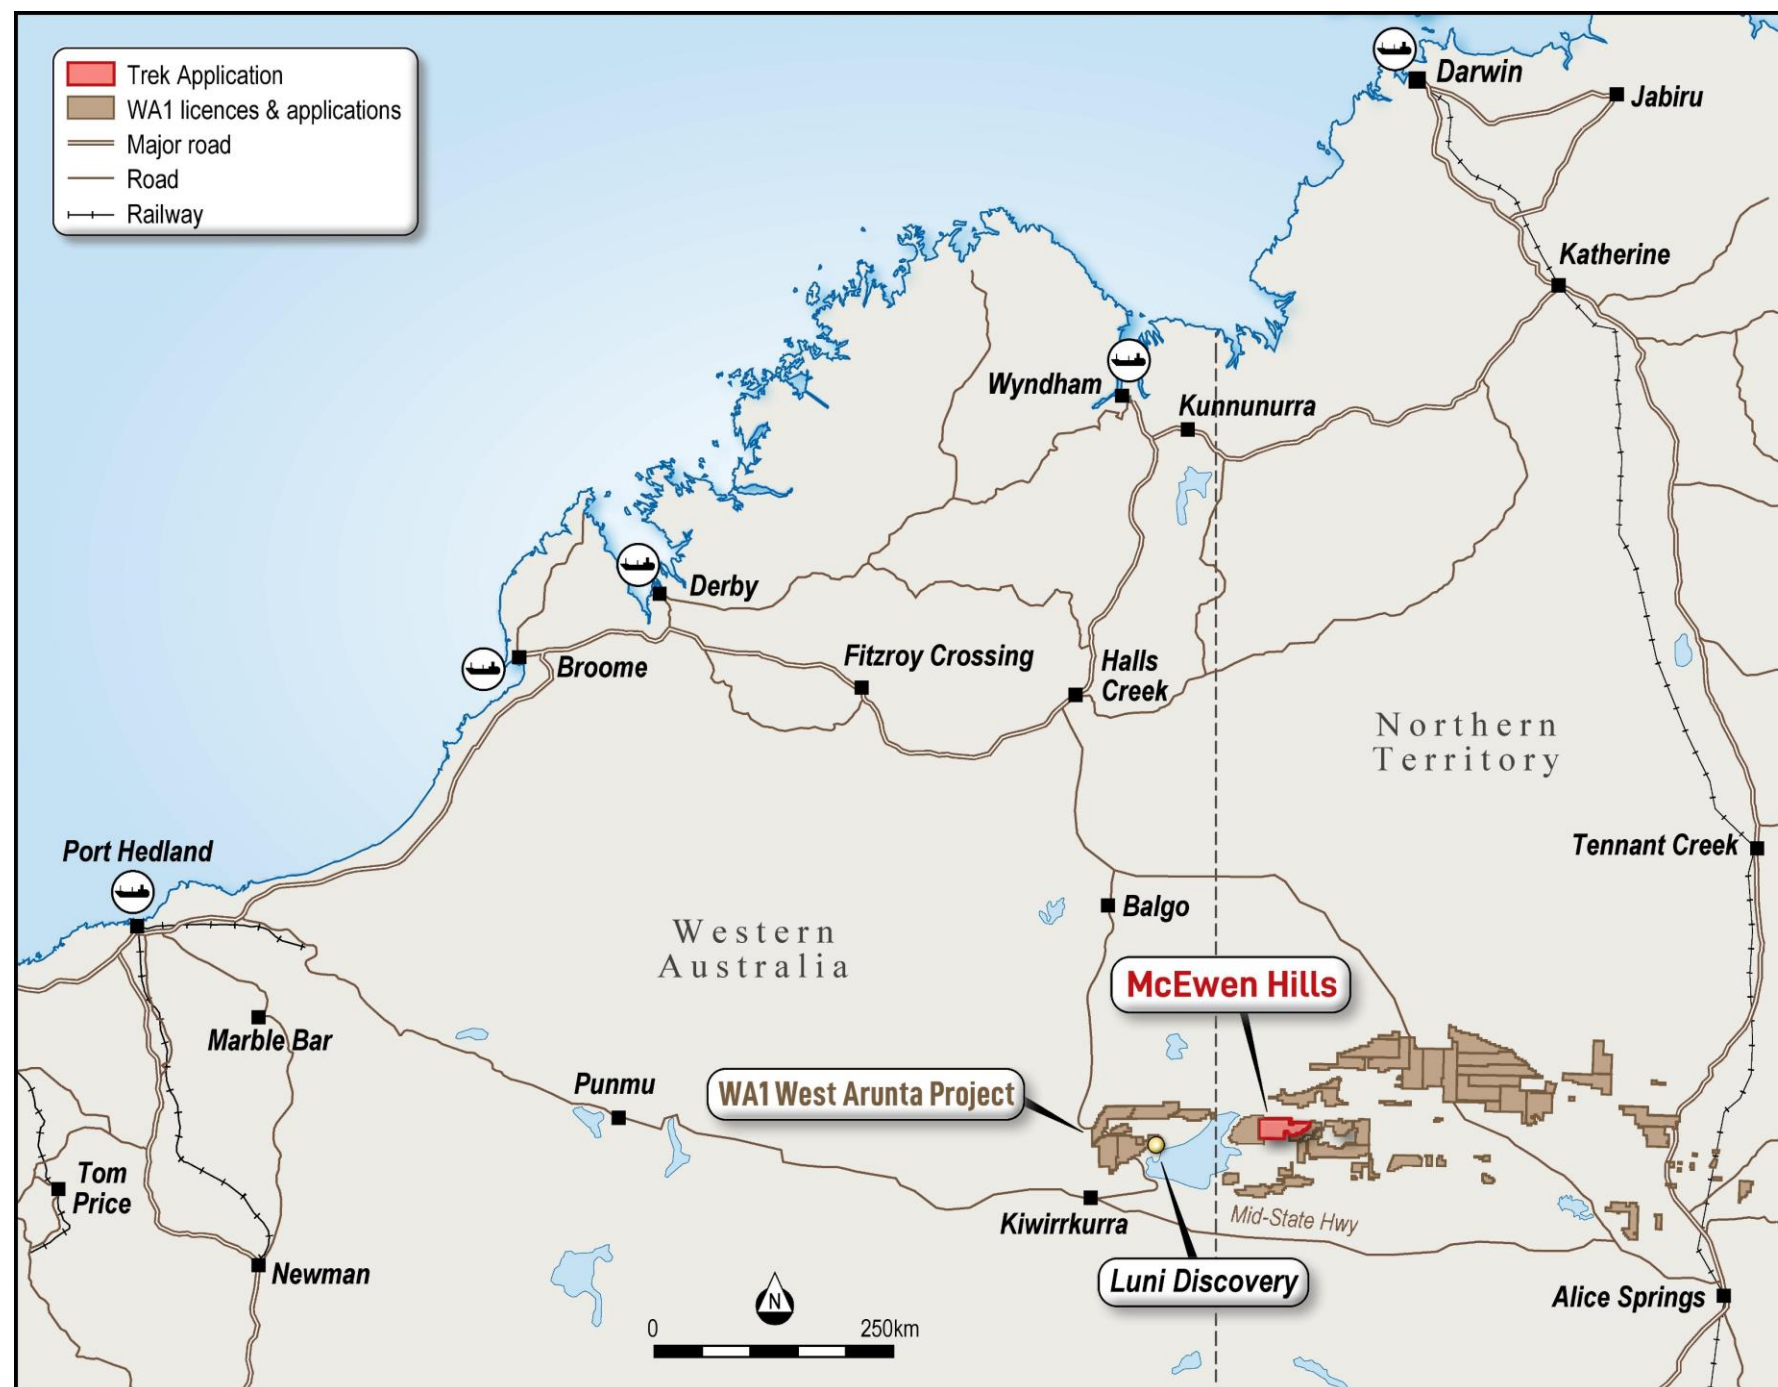 Trek Application
WA1 licences & applications
Major road
Road
Railway
Darwin
Jabiru
Katherine
Wyndham
Kununurra
Derby
Broome
Fitzroy Crossing
Halls
Creek
Northern
Territory
Port Hedland
Tennant Creek
Balgo
Western
Australia
McEwen Hills
Marble Bar
Punmu
WA1 West Arunta Project
Tom
Price
Kiwirrkurra
Mid-State Hwy
Newman
Luni Discovery
Alice Springs
N
0
250km